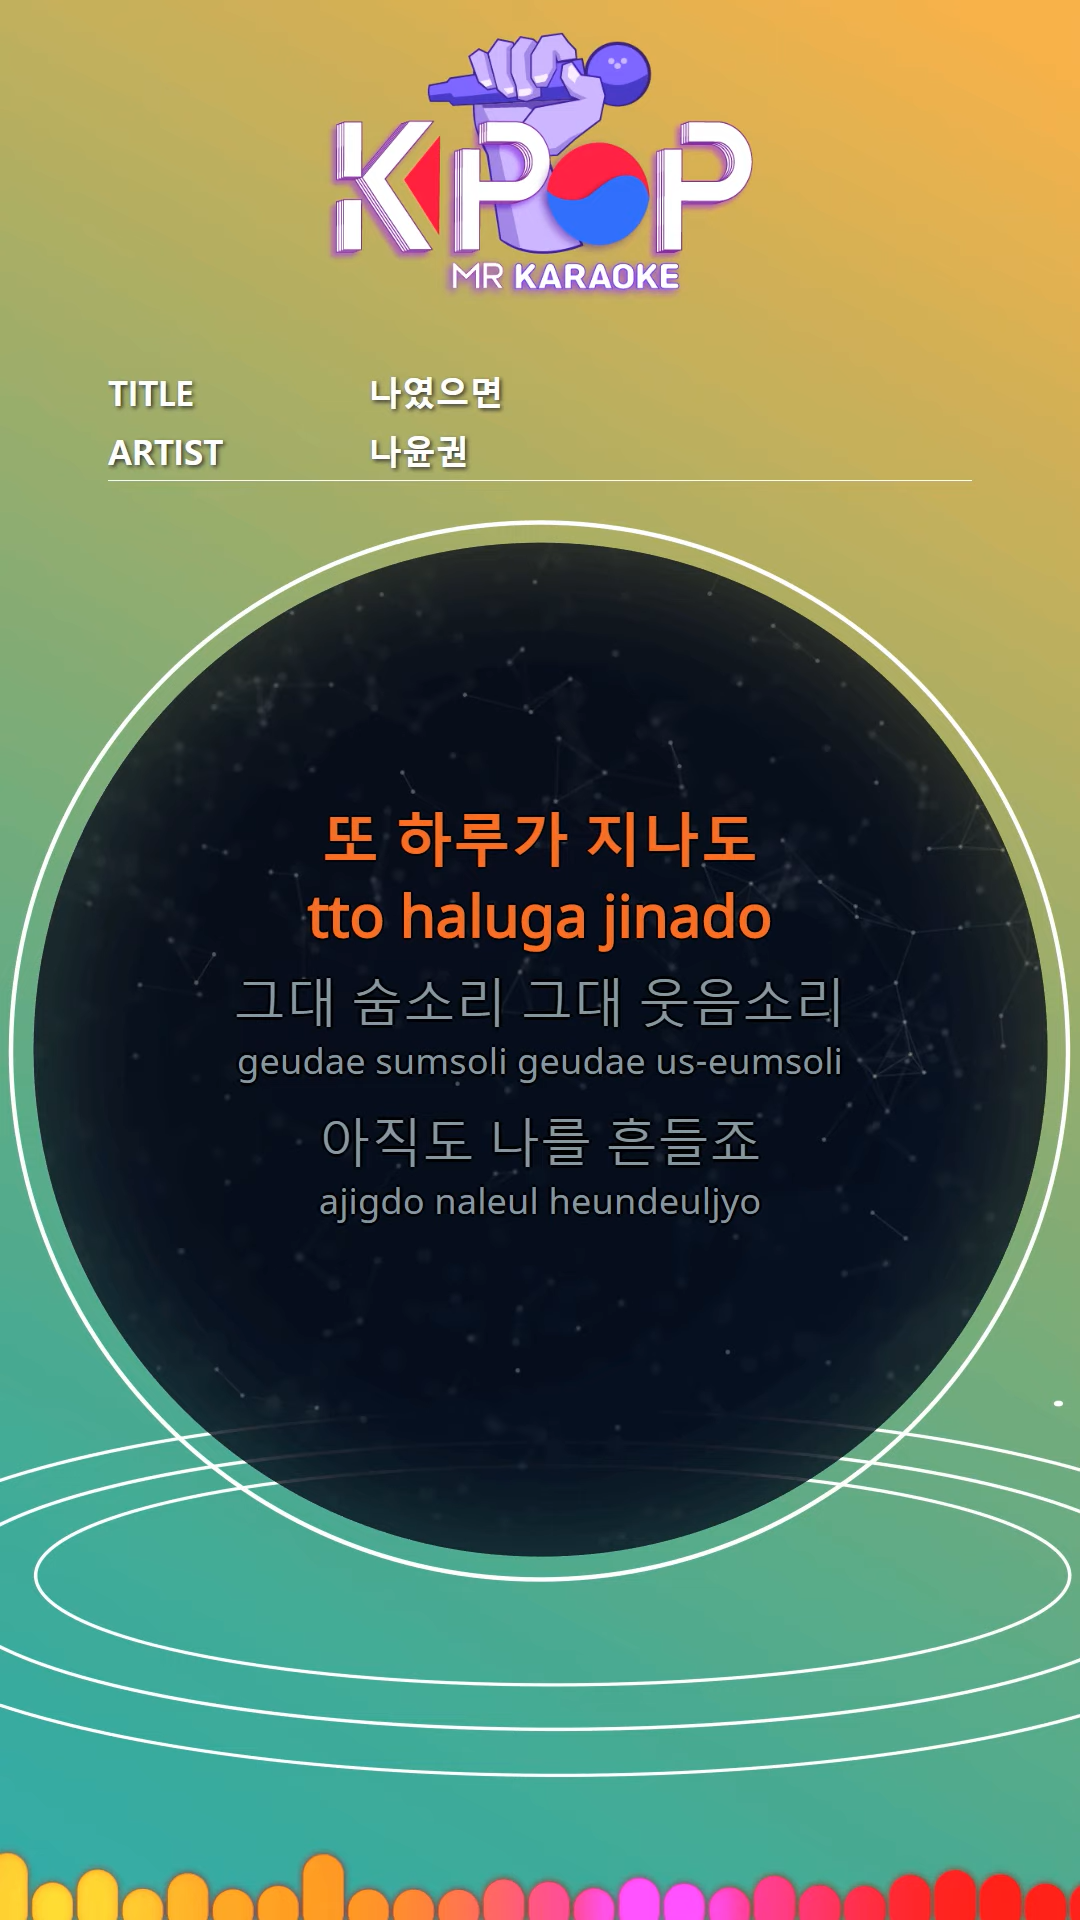 KPOP
MR KARAOKE
TITLE 나였으면
ARTIST 나윤권
또 하루가 지나도
tto haluga jinado
그대 숨소리 그대 웃음소리
geudae sumsoli geudae us-eumsoli
아직도 나를 흔들죠
ajigdo naleul heundeuljyo